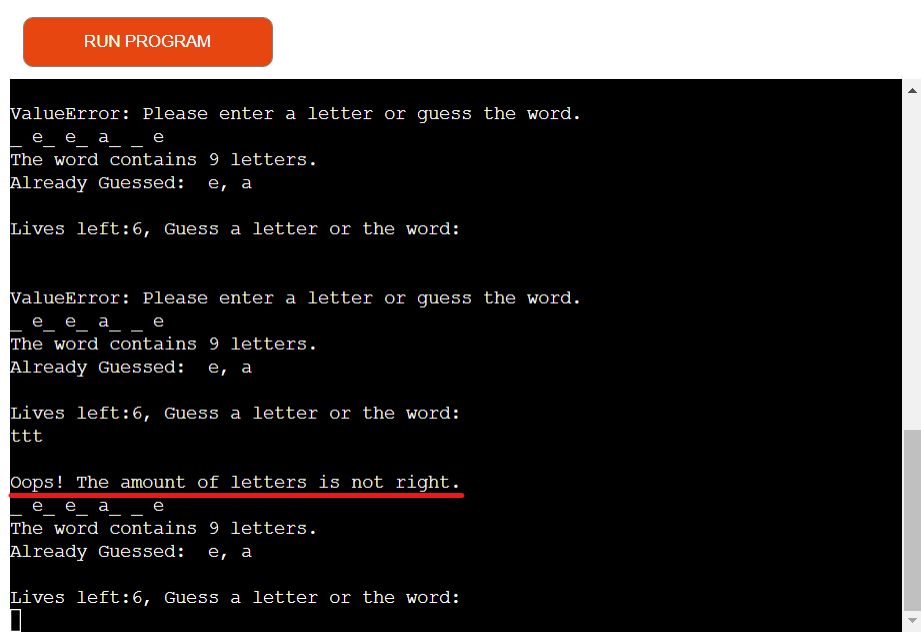 RUN PROGRAM
ValueError: Please enter a letter or guess the word.
_ e_ e_ a_ _ e
The word contains 9 letters.
Already Guessed:  e, a
Lives left:6, Guess a letter or the word:
ValueError: Please enter a letter or guess the word.
_ e_ e_ a_ _ e
The word contains 9 letters.
Already Guessed:  e, a
Lives left:6, Guess a letter or the word:
ttt
Oops! The amount of letters is not right.
_ e_ e_ a_ _ e
The word contains 9 letters.
Already Guessed:  e, a
Lives left:6, Guess a letter or the word: